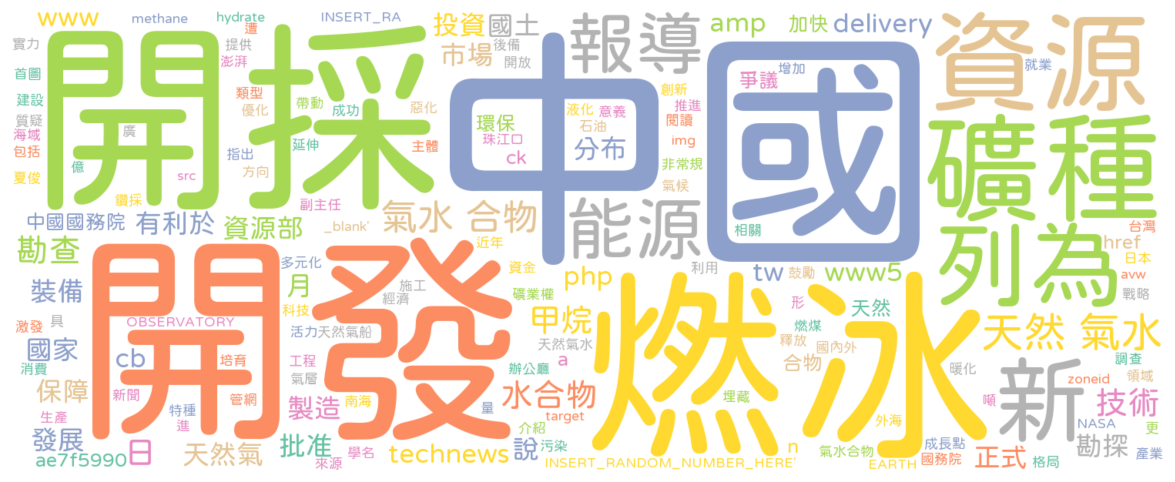 www
methane
hydrate
INSERT_RA
投資
國土
報導
amp
加快
delivery
資源
遭
實力
提供
市場
後備
開放
澎湃
開採
中國
首圖
類型
建設
優化
帶動
成功
惡化
質疑
海域
包括
廣
指出
延伸
主體
夏俊
億
src
方向
鑽採
副主任
環保
珠江口
ck
液化
意義
石油
分布
創新
推進
閱讀
img
非常規
氣候
爭議
增加
就業
相關
礦種
列為
中國國務院
有利於
資源部
_blank'
氣水 合物
能源
台灣
href
日本
avw
戰略
勘查
多元化
近年
資金
php
利用
tw
鼓勵
www5
裝備
月
施工
經濟
科技
礦業權
甲烷
形
天然
燃煤
釋放
國內外
天然 氣水
激發
具
OBSERVATORY
活力
天然氣船
天然氣水
開發
燃冰
國家
cb
培育
工程
辦公廳
a
合物
暖化
調查
消費
氣層
zoneid
領域
保障
新聞
管網
製造
南海
量
水合物
埋藏
新
技術
噸
生產
特種
進
target
介紹
外海
NASA
更
發展
日
天然氣
批准
學名
來源
technews
說
污染
n
氣水合物
成長點
國務院
正式
勘探
格局
產業
ae7f5990
INSERT_RANDOM_NUMBER_HERE'
EARTH